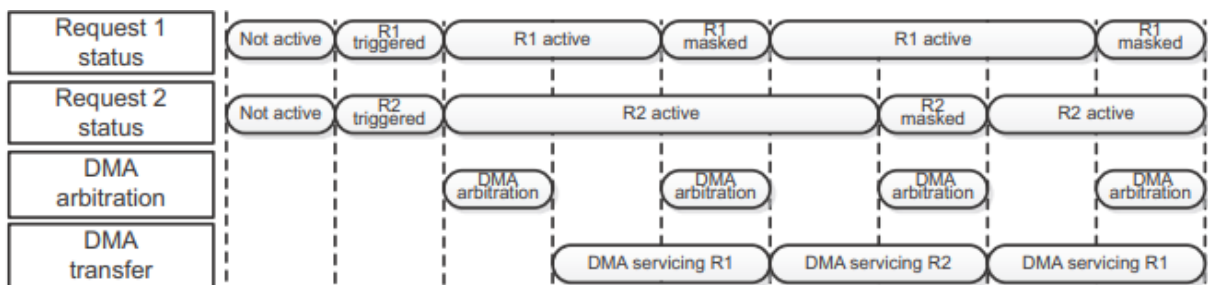 Request 1
status
Not active
R1
triggered
R1 active
R1
masked
R1 active
R1
masked
Request 2
status
Not active
R2
triggered
R2 active
R2
masked
R2 active
DMA
arbitration
DMA
arbitration
DMA
arbitration
DMA
arbitration
DMA
arbitration
DMA
transfer
DMA servicing R1
DMA servicing R2
DMA servicing R1